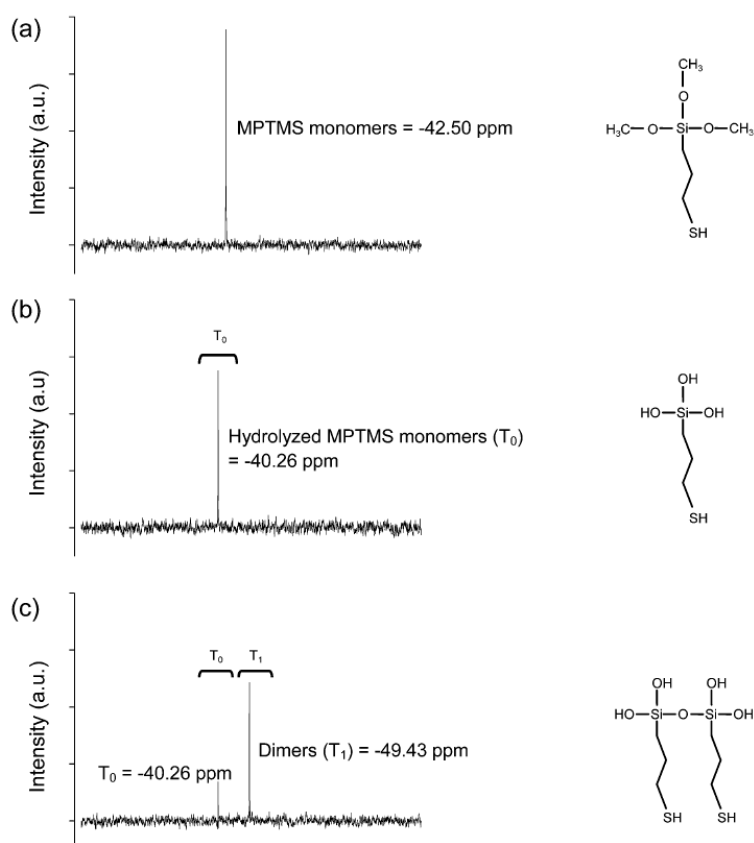 (a)
Intensity (a.u.)
MPTMS monomers = -42.50 ppm
CH₃
O
H₃C—O—Si—O—CH₃
SH
(b)
Intensity (a.u)
T₀
Hydrolyzed MPTMS monomers (T₀)
= -40.26 ppm
OH
HO—Si—OH
SH
(c)
Intensity (a.u.)
T₀ T₁
T₀ = -40.26 ppm
Dimers (T₁) = -49.43 ppm
OH OH
HO—Si—O—Si—OH
SH SH